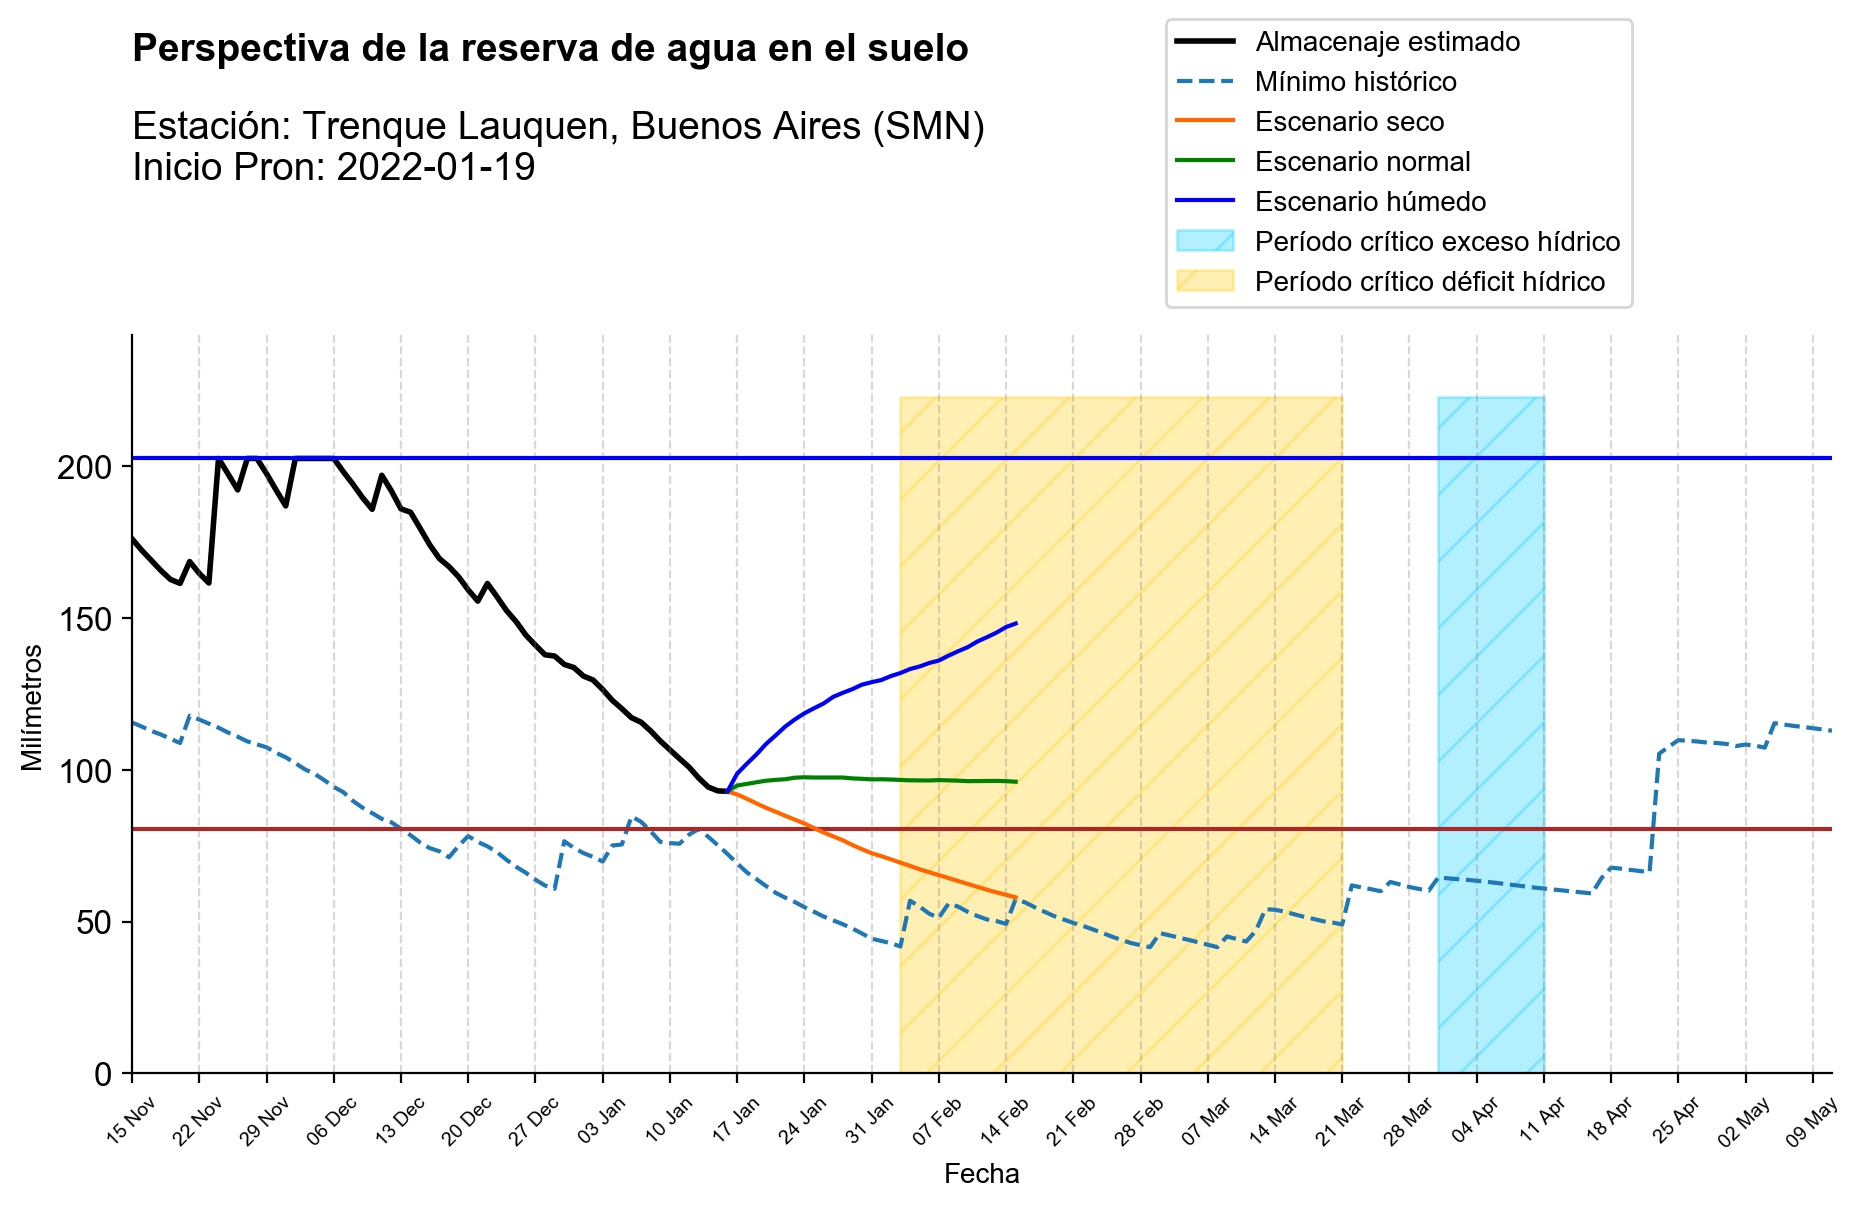 Perspectiva de la reserva de agua en el suelo
Estación: Trenque Lauquen, Buenos Aires (SMN)
Inicio Pron: 2022-01-19
Almacenaje estimado
Mínimo histórico
Escenario seco
Escenario normal
Escenario húmedo
Período crítico exceso hídrico
Período crítico déficit hídrico
Milímetros
200
150
100
50
0
15 Nov
22 Nov
29 Nov
06 Dec
13 Dec
20 Dec
27 Dec
03 Jan
10 Jan
17 Jan
24 Jan
31 Jan
07 Feb
14 Feb
21 Feb
28 Feb
07 Mar
14 Mar
21 Mar
28 Mar
04 Apr
11 Apr
18 Apr
25 Apr
02 May
09 May
Fecha